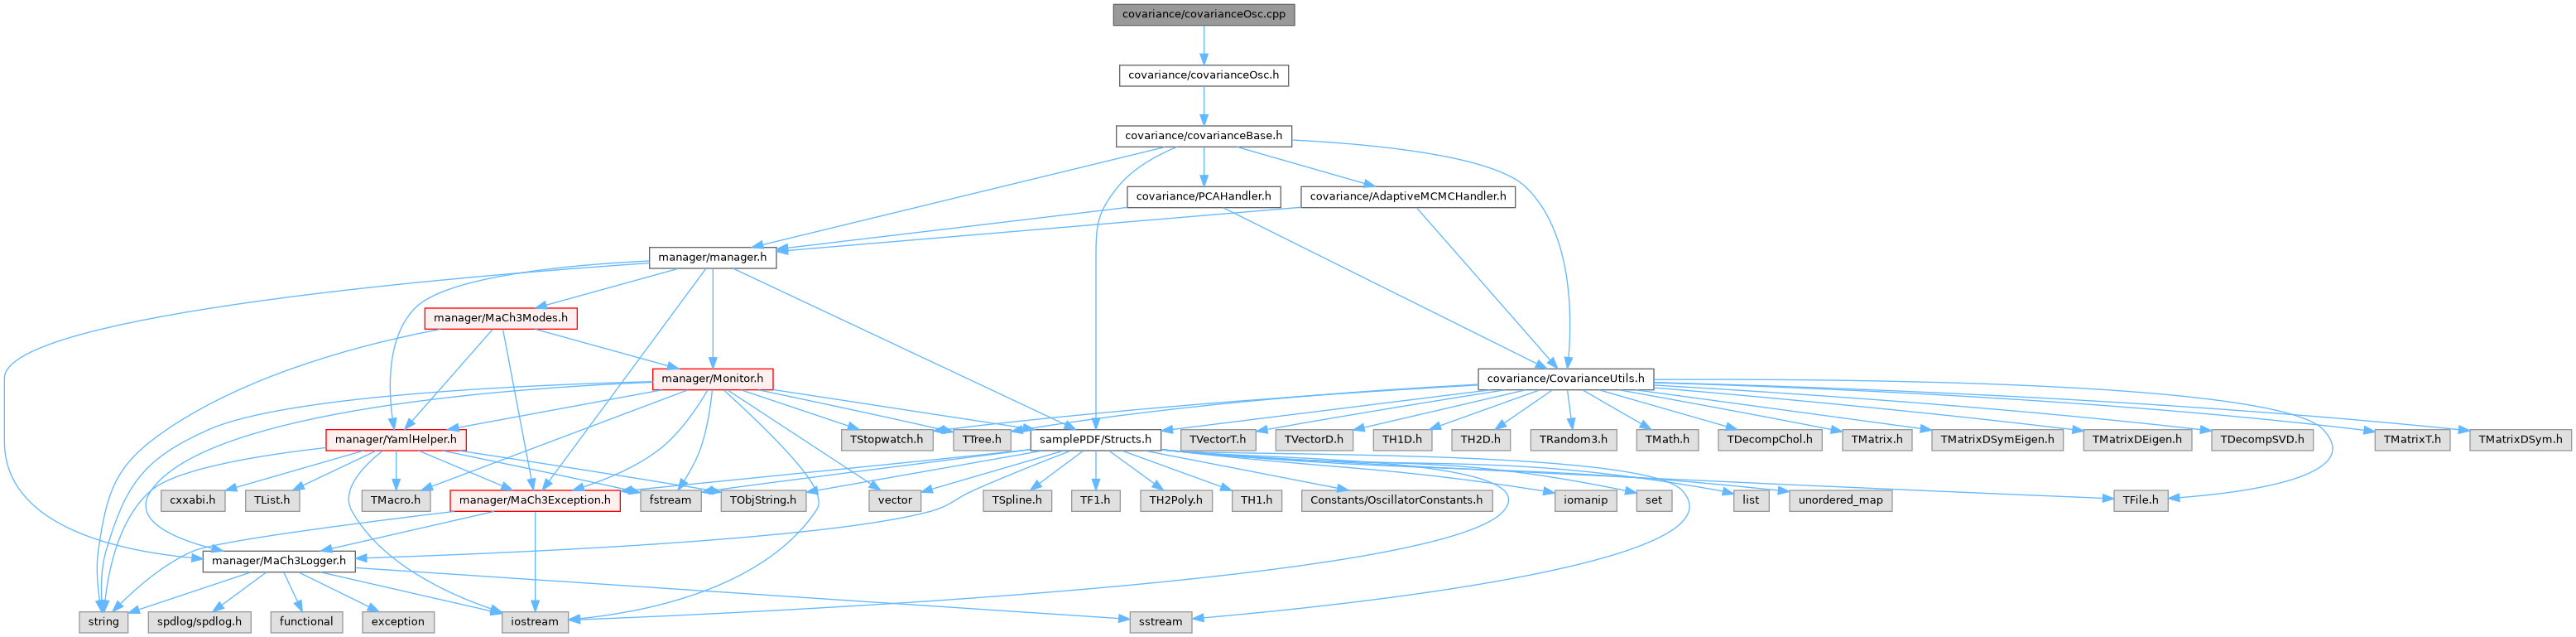 covariance/covarianceOsc.cpp
covariance/covarianceOsc.h
covariance/covarianceBase.h
covariance/PCAHandler.h
covariance/AdaptiveMCMCHandler.h
manager/manager.h
manager/MaCh3Modes.h
manager/Monitor.h
covariance/CovarianceUtils.h
manager/YamlHelper.h
TStopwatch.h
TTree.h
samplePDF/Structs.h
TVectorT.h
TVectorD.h
TH1D.h
TH2D.h
TRandom3.h
TMath.h
TDecompChol.h
TMatrix.h
TMatrixDSymEigen.h
TMatrixDEigen.h
TDecompSVD.h
TMatrixT.h
TMatrixDSym.h
cxxabi.h
TList.h
TMacro.h
manager/MaCh3Exception.h
fstream
TObjString.h
vector
TSpline.h
TF1.h
TH2Poly.h
TH1.h
Constants/OscillatorConstants.h
iomanip
set
list
unordered_map
TFile.h
manager/MaCh3Logger.h
string
spdlog/spdlog.h
functional
exception
iostream
sstream